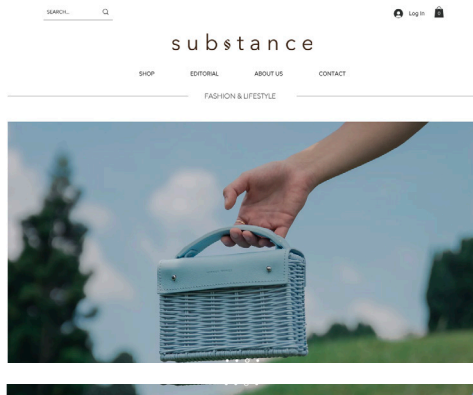 SEARCH...
Log In
0
substance
SHOP EDITORIAL ABOUT US CONTACT
FASHION & LIFESTYLE